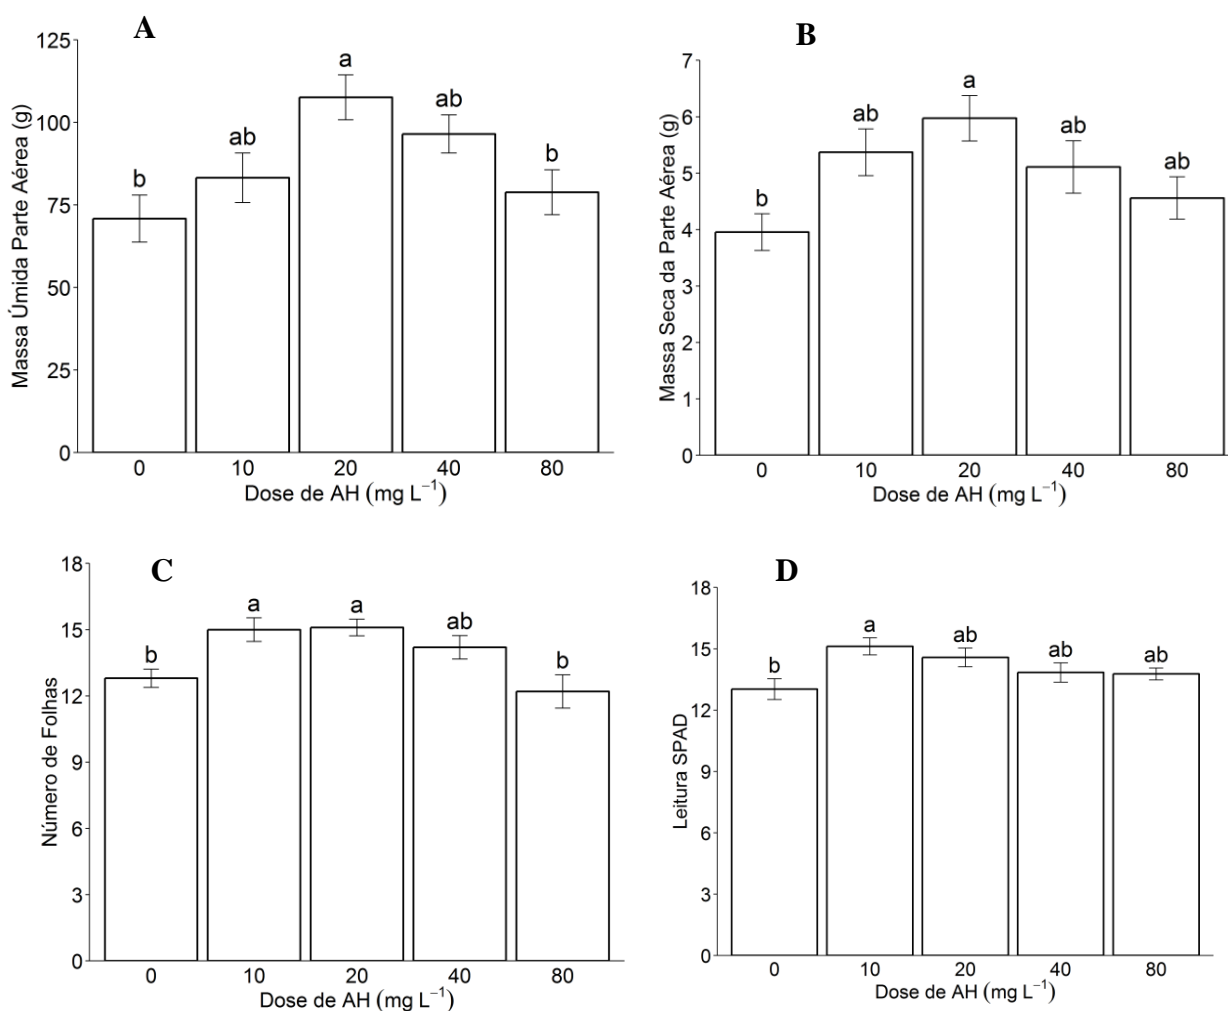 A
Massa Úmida Parte Aérea (g)
125
100
75
50
25
0
b
ab
a
ab
b
0 10 20 40 80
Dose de AH (mg L⁻¹)
B
Massa Seca da Parte Aérea (g)
7
6
5
4
3
2
1
0
b
ab
a
ab
ab
0 10 20 40 80
Dose de AH (mg L⁻¹)
C
Número de Folhas
18
15
12
9
6
3
0
b
a
a
ab
b
0 10 20 40 80
Dose de AH (mg L⁻¹)
D
Leitura SPAD
18
15
12
9
6
3
0
b
a
ab
ab
ab
0 10 20 40 80
Dose de AH (mg L⁻¹)